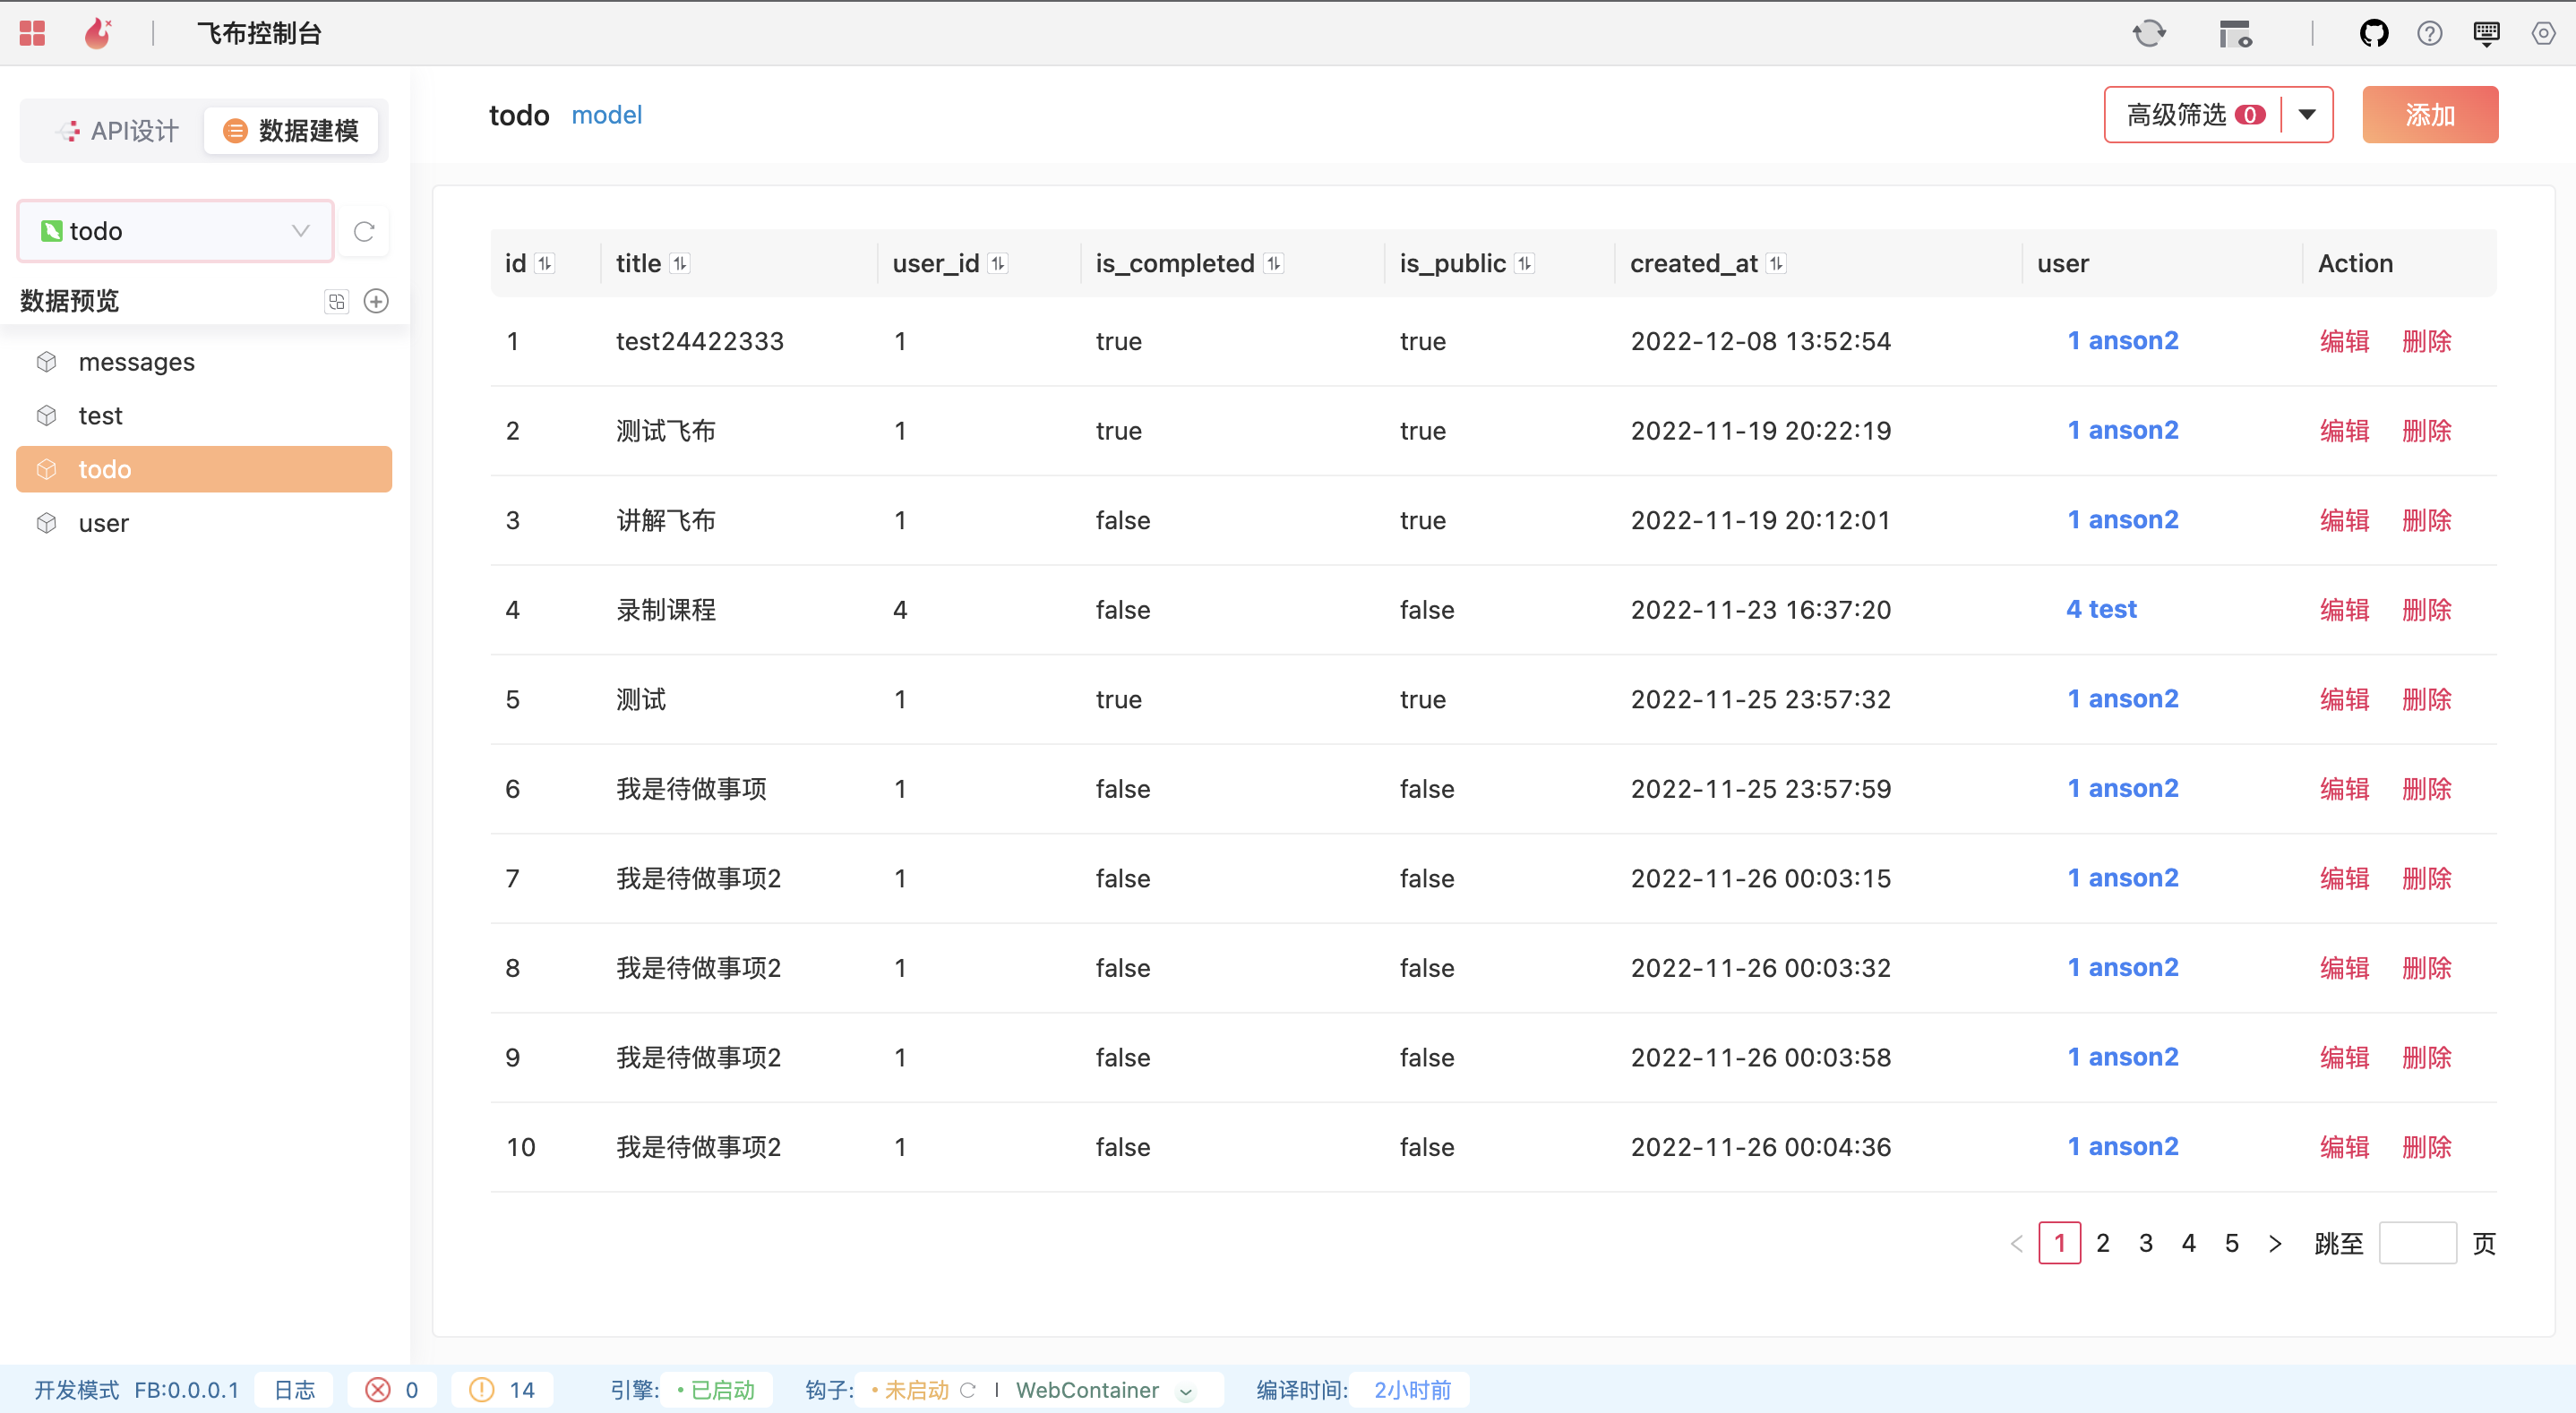 飞布控制台
API设计 数据建模
todo
数据预览
messages
test
todo
user
todo model
高级筛选 0 添加
id title user_id is_completed is_public created_at user Action
1 test24422333 1 true true 2022-12-08 13:52:54 1 anson2 编辑 删除
2 测试飞布 1 true true 2022-11-19 20:22:19 1 anson2 编辑 删除
3 讲解飞布 1 false true 2022-11-19 20:12:01 1 anson2 编辑 删除
4 录制课程 4 false false 2022-11-23 16:37:20 4 test 编辑 删除
5 测试 1 true true 2022-11-25 23:57:32 1 anson2 编辑 删除
6 我是待做事项 1 false false 2022-11-25 23:57:59 1 anson2 编辑 删除
7 我是待做事项2 1 false false 2022-11-26 00:03:15 1 anson2 编辑 删除
8 我是待做事项2 1 false false 2022-11-26 00:03:32 1 anson2 编辑 删除
9 我是待做事项2 1 false false 2022-11-26 00:03:58 1 anson2 编辑 删除
10 我是待做事项2 1 false false 2022-11-26 00:04:36 1 anson2 编辑 删除
< 1 2 3 4 5 > 跳至 页
开发模式 FB:0.0.0.1 日志 0 14 引擎: • 已启动 钩子: • 未启动 | WebContainer 编译时间: 2小时前